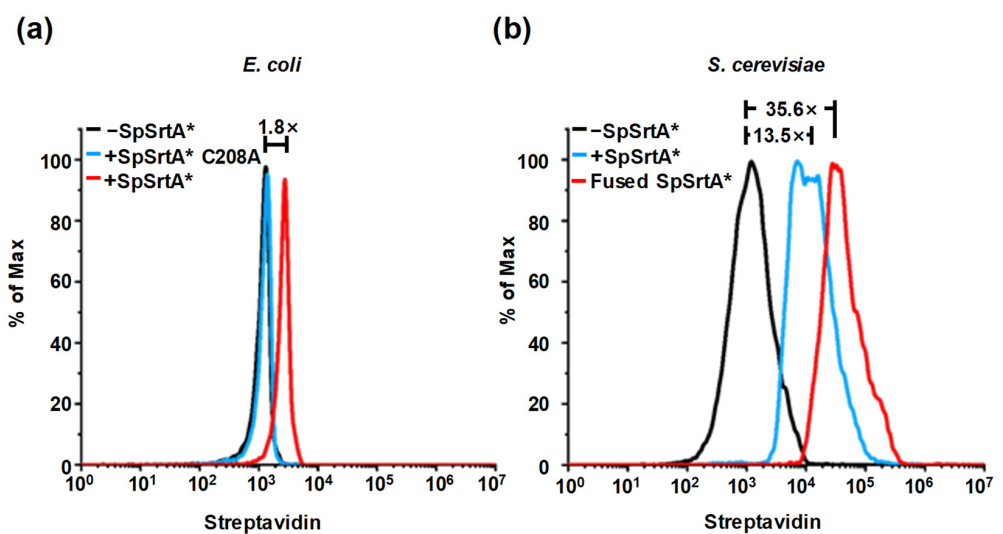 (a)
E. coli
−SpSrtA*
+SpSrtA* C208A
+SpSrtA*
1.8×
100
80
60
40
20
0
% of Max
10⁰ 10¹ 10² 10³ 10⁴ 10⁵ 10⁶ 10⁷
Streptavidin
(b)
S. cerevisiae
35.6×
13.5×
−SpSrtA*
+SpSrtA*
Fused SpSrtA*
100
80
60
40
20
0
% of Max
10⁰ 10¹ 10² 10³ 10⁴ 10⁵ 10⁶ 10⁷
Streptavidin